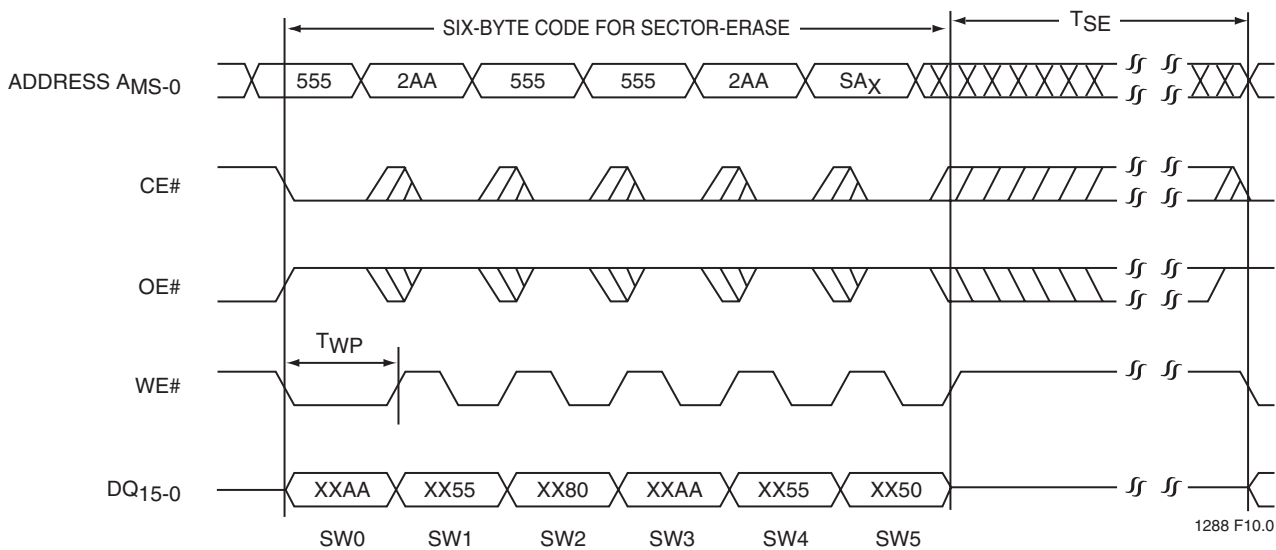 SIX-BYTE CODE FOR SECTOR-ERASE TSE
ADDRESS AMS-0 555 2AA 555 555 2AA SAX
CE#
OE#
TWP
WE#
DQ15-0 XXAA XX55 XX80 XXAA XX55 XX50
SW0 SW1 SW2 SW3 SW4 SW5
1288 F10.0